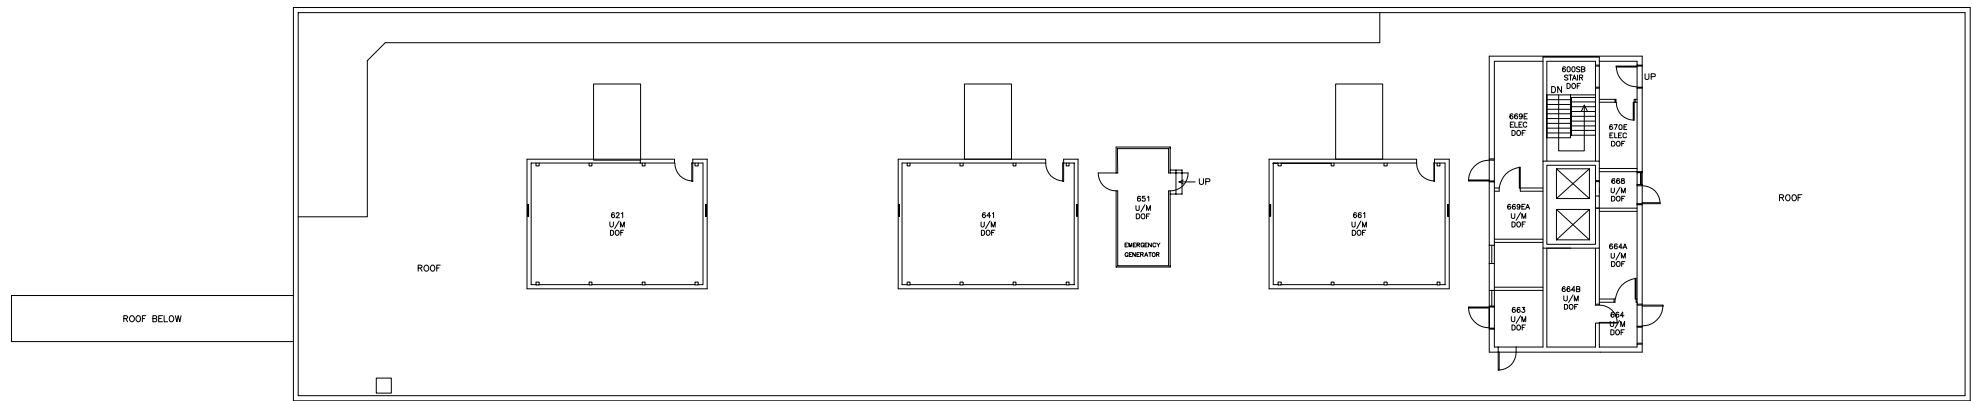 600SB
STAIR
DOF
DN
UP
669E
ELEC
DOF
670E
ELEC
DOF
668
U/M
DOF
669EA
U/M
DOF
664A
U/M
DOF
664B
U/M
DOF
663
U/M
DOF
664
U/M
DOF
621
U/M
DOF
641
U/M
DOF
651
U/M
DOF
EMERGENCY
GENERATOR
UP
661
U/M
DOF
ROOF
ROOF
ROOF BELOW